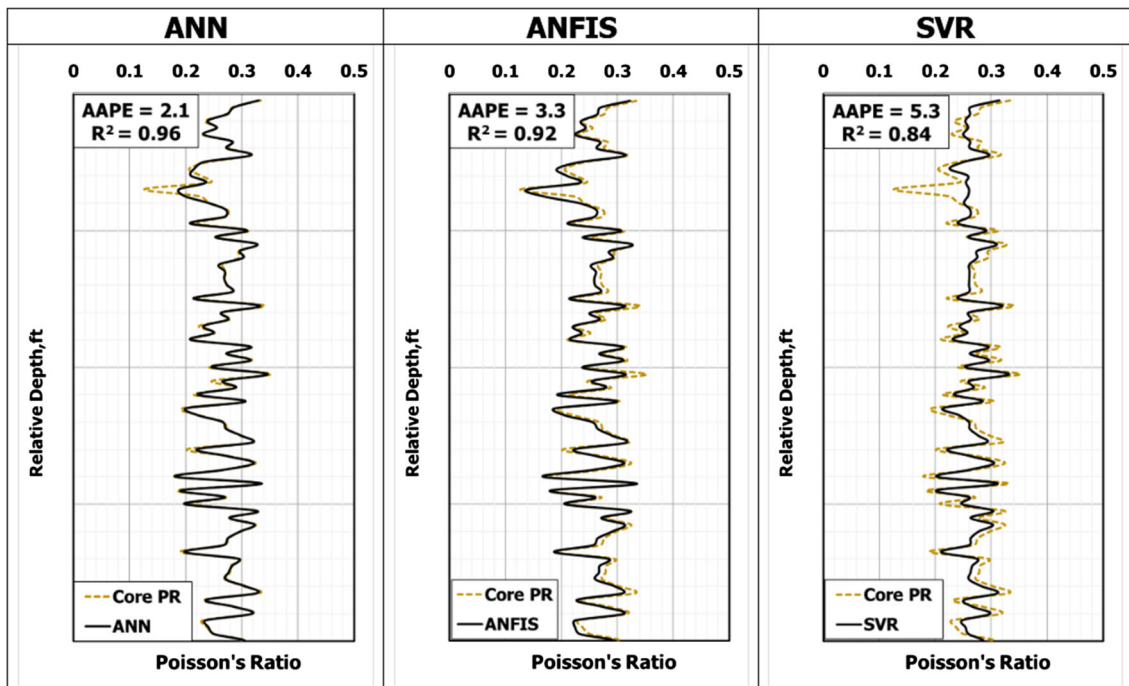 ANN
ANFIS
SVR
0 0.1 0.2 0.3 0.4 0.5
0 0.1 0.2 0.3 0.4 0.5
0 0.1 0.2 0.3 0.4 0.5
AAPE = 2.1
R² = 0.96
AAPE = 3.3
R² = 0.92
AAPE = 5.3
R² = 0.84
Relative Depth,ft
Relative Depth,ft
Relative Depth,ft
Core PR
ANN
Core PR
ANFIS
Core PR
SVR
Poisson's Ratio
Poisson's Ratio
Poisson's Ratio